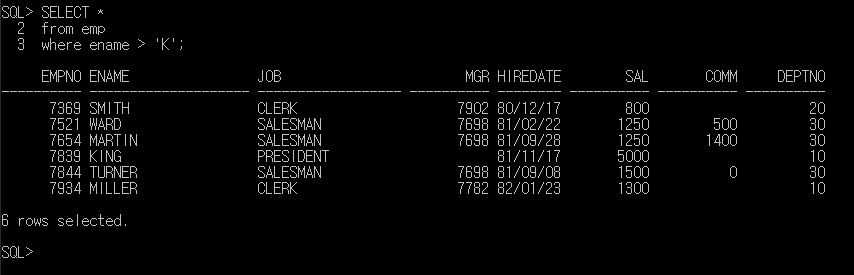 SQL> SELECT *
  2  from emp
  3  where ename > 'K';
     EMPNO ENAME                JOB                       MGR HIREDATE        SAL       COMM     DEPTNO
---------- -------------------- ------------------ ---------- -------- ---------- ---------- ----------
      7369 SMITH                CLERK                    7902 80/12/17        800                    20
      7521 WARD                 SALESMAN                 7698 81/02/22       1250        500         30
      7654 MARTIN               SALESMAN                 7698 81/09/28       1250       1400         30
      7839 KING                 PRESIDENT                     81/11/17       5000                    10
      7844 TURNER               SALESMAN                 7698 81/09/08       1500          0         30
      7934 MILLER               CLERK                    7782 82/01/23       1300                    10
6 rows selected.
SQL>